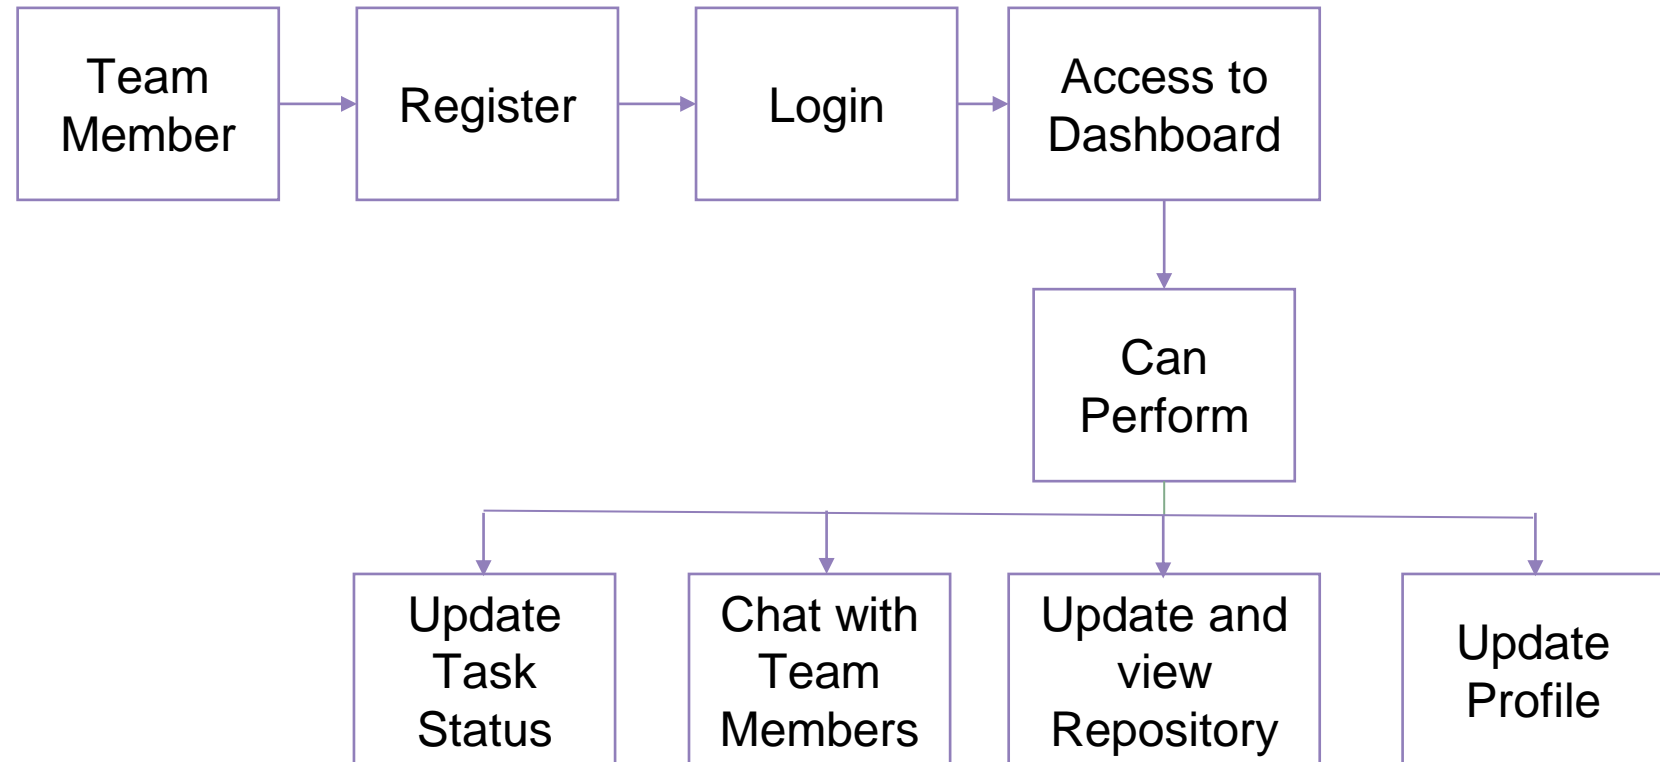 Team
Member
Register
Login
Access to
Dashboard
Can
Perform
Update
Task
Status
Chat with
Team
Members
Update and
view
Repository
Update
Profile